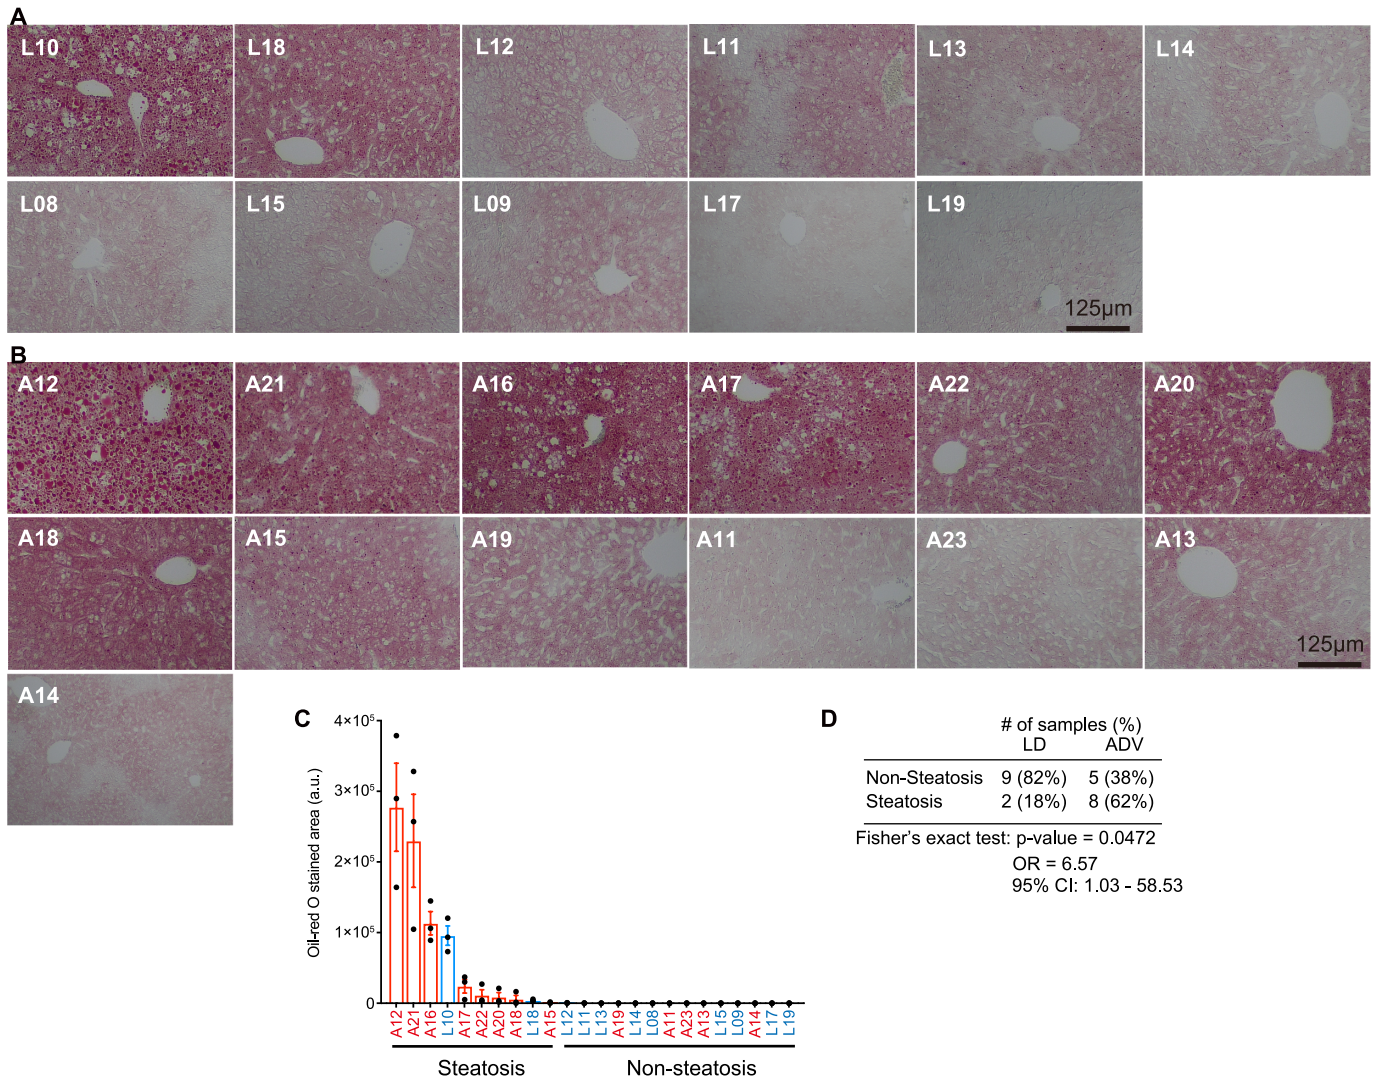 A
L10 L18 L12 L11 L13 L14
L08 L15 L09 L17 L19
125µm
B
A12 A21 A16 A17 A22 A20
A18 A15 A19 A11 A23 A13
125µm
A14
C
Oil-red O stained area (a.u.)
4×10⁵
3×10⁵
2×10⁵
1×10⁵
0
A12 A21 A16 L10 A17 A22 A20 A18 L18 A15 L12 L11 L13 A19 L14 L08 A11 A23 A13 L15 L09 A14 L17 L19
Steatosis Non-steatosis
D
# of samples (%)
LD ADV
Non-Steatosis 9 (82%) 5 (38%)
Steatosis 2 (18%) 8 (62%)
Fisher's exact test: p-value = 0.0472
OR = 6.57
95% CI: 1.03 - 58.53